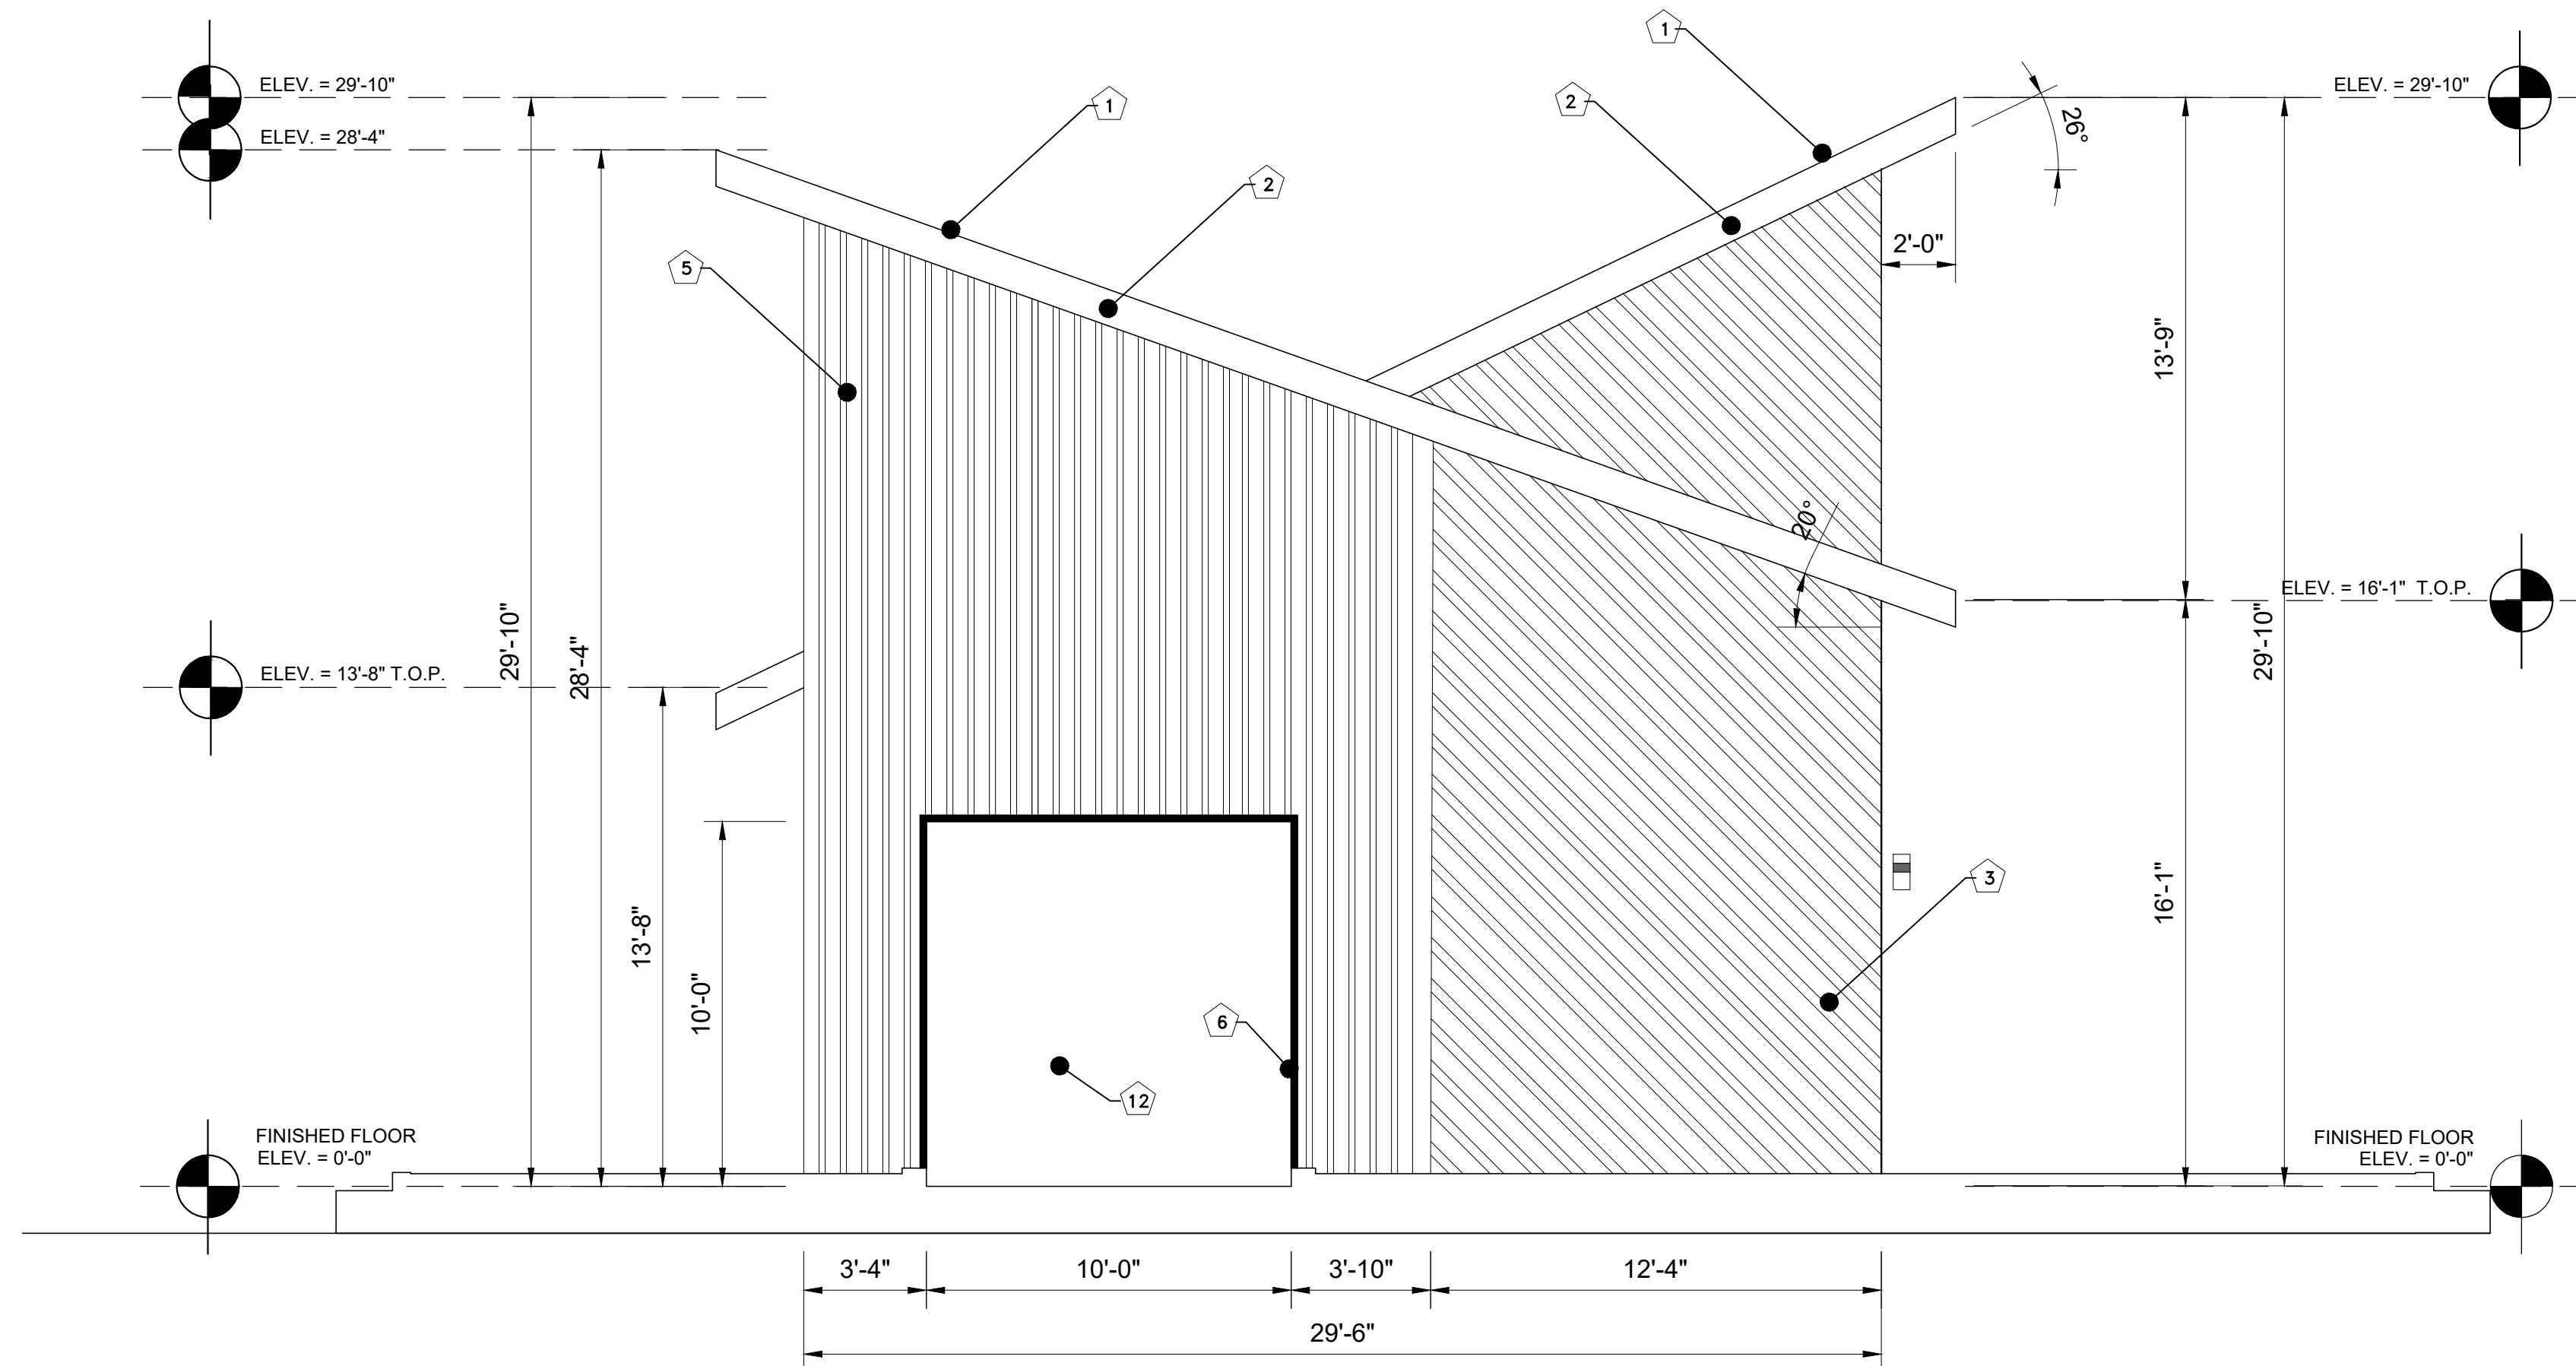 1
ELEV. = 29'-10"
1
2
ELEV. = 29'-10"
26°
ELEV. = 28'-4"
2
2'-0"
5
13'-9"
20°
ELEV. = 16'-1" T.O.P.
29'-10"
28'-4"
29'-10"
ELEV. = 13'-8" T.O.P.
3
16'-1"
13'-8"
10'-0"
6
12
FINISHED FLOOR
ELEV. = 0'-0"
FINISHED FLOOR
ELEV. = 0'-0"
3'-4"
10'-0"
3'-10"
12'-4"
29'-6"